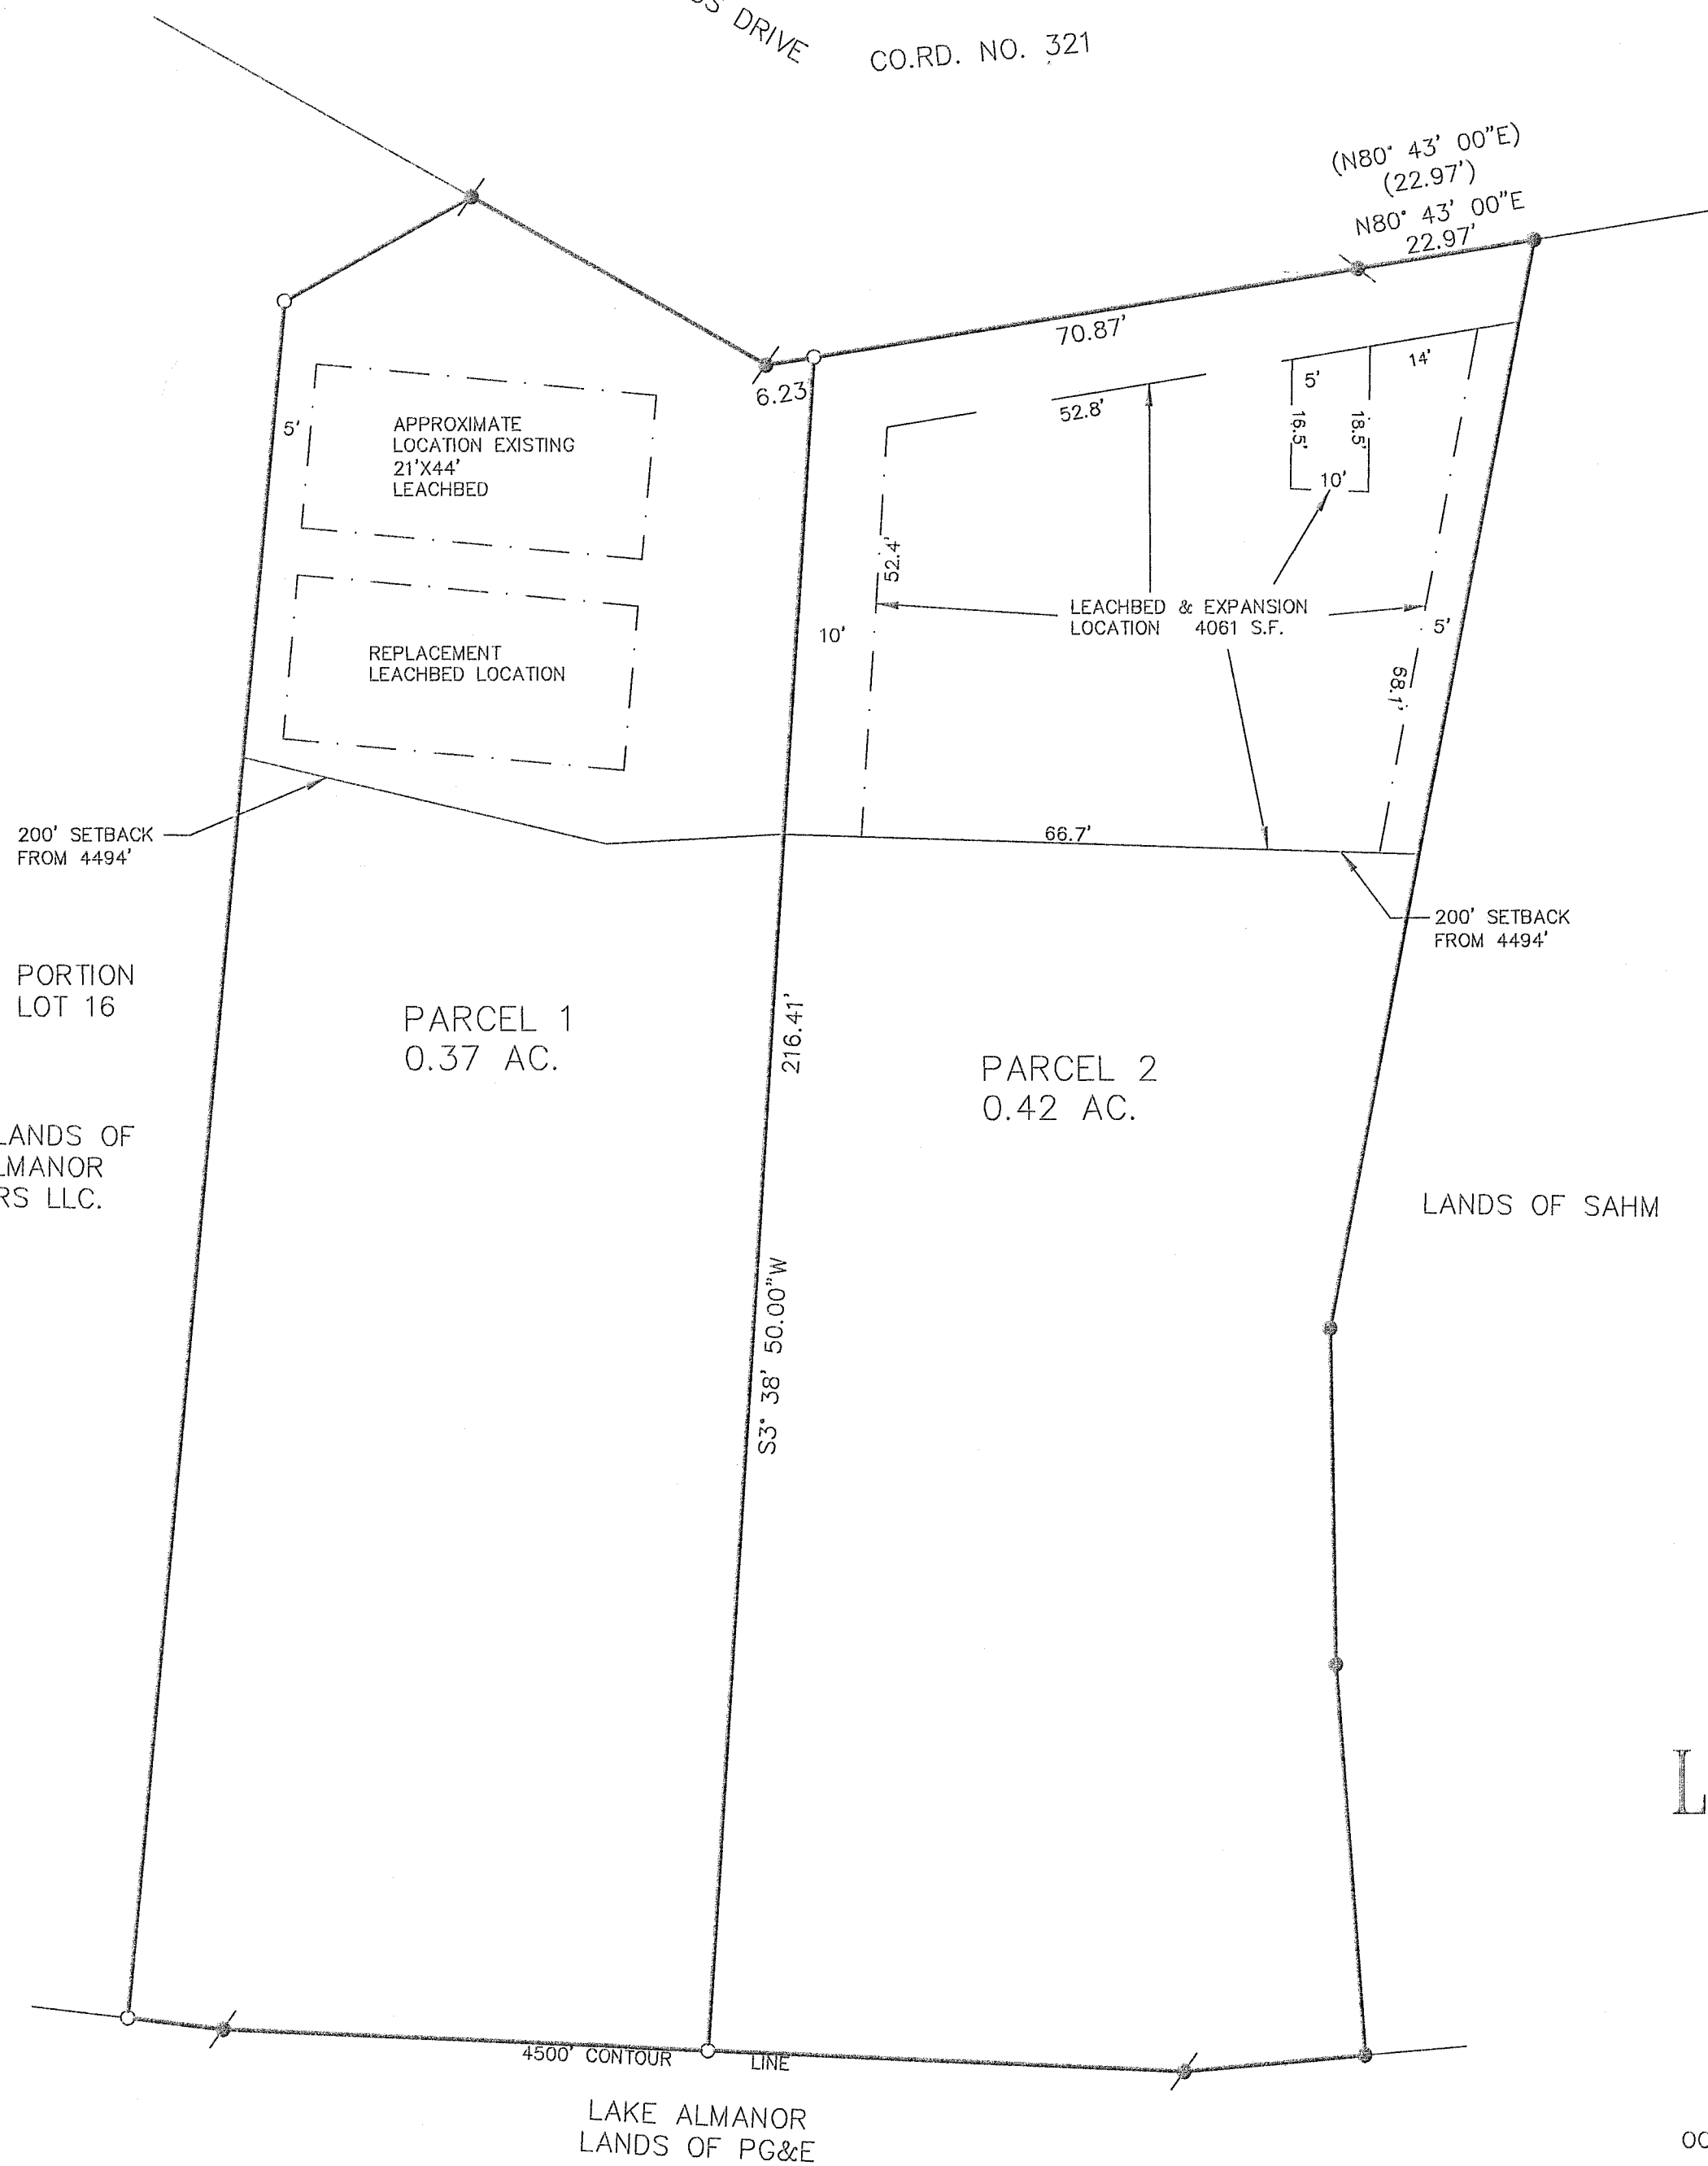 DRIVE
CO.RD. NO. 321
(N80° 43' 00"E)
(22.97')
N80° 43' 00"E
22.97'
70.87'
6.23
5'
APPROXIMATE
LOCATION EXISTING
21'X44'
LEACHBED
52.8'
5'
14'
16.5'
18.5'
10'
52.4'
10'
LEACHBED & EXPANSION
LOCATION 4061 S.F.
5'
68.1'
REPLACEMENT
LEACHBED LOCATION
200' SETBACK
FROM 4494'
66.7'
200' SETBACK
FROM 4494'
PORTION
LOT 16
PARCEL 1
0.37 AC.
216.41'
PARCEL 2
0.42 AC.
LANDS OF
LMANOR
RS LLC.
LANDS OF SAHM
S3° 38' 50.00"W
L
4500' CONTOUR LINE
LAKE ALMANOR
LANDS OF PG&E